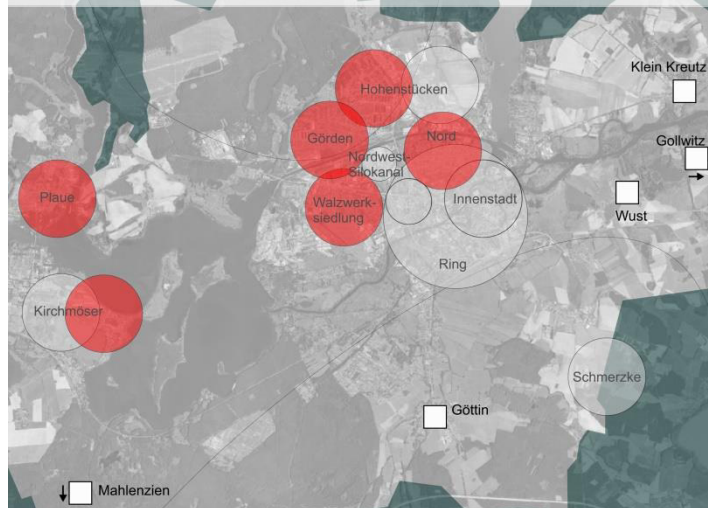 Klein Kreutz
Hohenstücken
Görden
Nord
Gollwitz
Nordwest-
Silokanal
Plaue
Walzwerk-
siedlung
Innenstadt
Wust
Ring
Kirchmöser
Schmerzke
Göttin
Mahlenzien